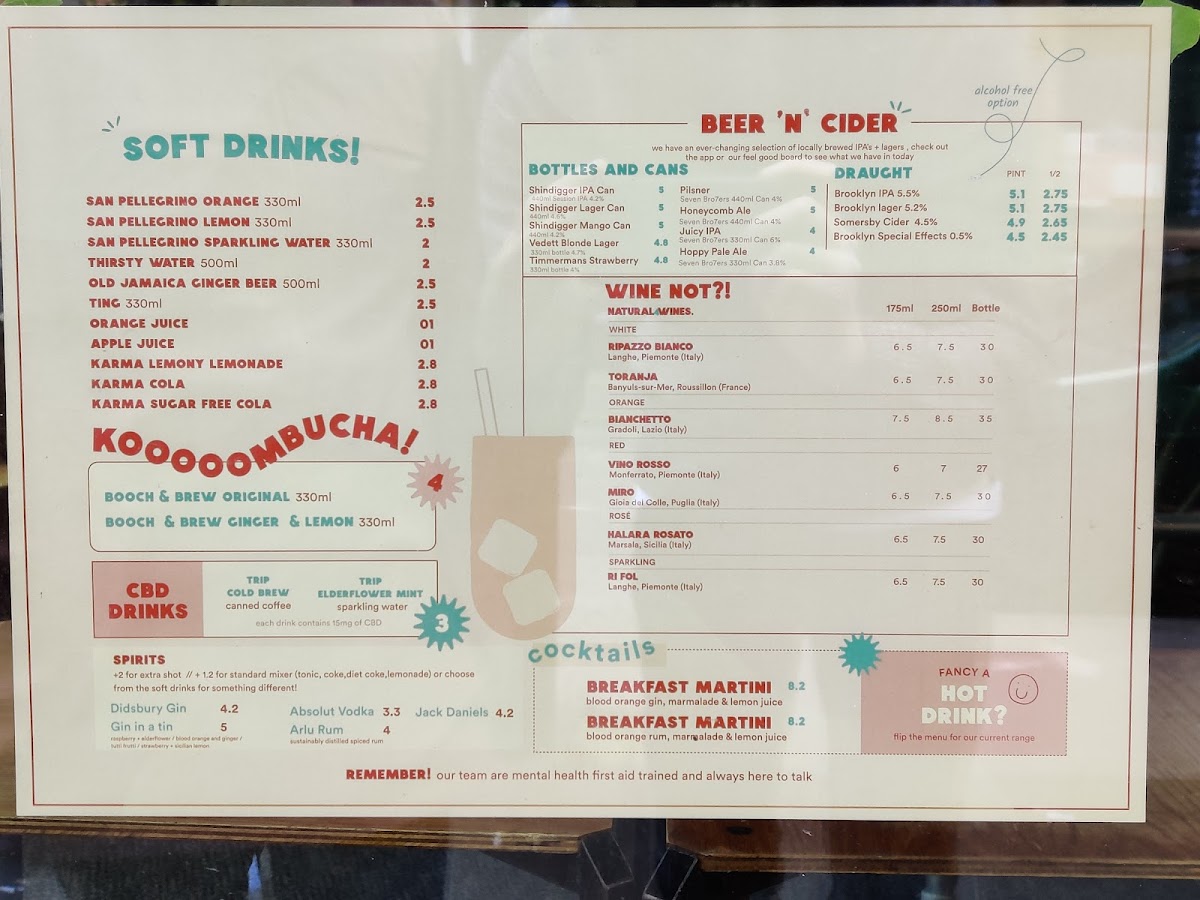 SOFT DRINKS!
SAN PELLEGRINO ORANGE 330ml 2.5
SAN PELLEGRINO LEMON 330ml 2.5
SAN PELLEGRINO SPARKLING WATER 330ml 2
THIRSTY WATER 500ml 2
OLD JAMAICA GINGER BEER 500ml 2.5
TING 330ml 2.5
ORANGE JUICE 01
APPLE JUICE 01
KARMA LEMONY LEMONADE 2.8
KARMA COLA 2.8
KARMA SUGAR FREE COLA 2.8
KOOOOOMBUCHA!
4
BOOCH & BREW ORIGINAL 330ml
BOOCH & BREW GINGER & LEMON 330ml
CBD
DRINKS
TRIP
COLD BREW
canned coffee
TRIP
ELDERFLOWER MINT
sparkling water
each drink contains 15mg of CBD
3
SPIRITS
+2 for extra shot // + 1.2 for standard mixer (tonic, coke,diet coke,lemonade) or choose
from the soft drinks for something different!
Didsbury Gin 4.2
Gin in a tin 5
raspberry + elderflower / blood orange and ginger /
tutti frutti / strawberry + sicilian lemon
Absolut Vodka 3.3
Arlu Rum 4
sustainably distilled spiced rum
Jack Daniels 4.2
alcohol free
option
BEER 'N' CIDER
we have an ever-changing selection of locally brewed IPA's + lagers , check out
the app or our feel good board to see what we have in today
BOTTLES AND CANS
Shindigger IPA Can 5
440ml Session IPA 4.2%
Shindigger Lager Can 5
440ml 4.6%
Shindigger Mango Can 5
440ml 4.2%
Vedett Blonde Lager 4.8
330ml bottle 4.7%
Timmermans Strawberry 4.8
330ml bottle 4%
Pilsner 5
Seven Bro7ers 440ml Can 4%
Honeycomb Ale 5
Seven Bro7ers 440ml Can 4%
Juicy IPA 4
Seven Bro7ers 330ml Can 6%
Hoppy Pale Ale 4
Seven Bro7ers 330ml Can 3.8%
DRAUGHT PINT 1/2
Brooklyn IPA 5.5% 5.1 2.75
Brooklyn lager 5.2% 5.1 2.75
Somersby Cider 4.5% 4.9 2.65
Brooklyn Special Effects 0.5% 4.5 2.45
WINE NOT?!
NATURAL WINES. 175ml 250ml Bottle
WHITE
RIPAZZO BIANCO 6.5 7.5 30
Langhe, Piemonte (Italy)
TORANJA 6.5 7.5 30
Banyuls-sur-Mer, Roussillon (France)
ORANGE
BIANCHETTO 7.5 8.5 35
Gradoli, Lazio (Italy)
RED
VINO ROSSO 6 7 27
Monferrato, Piemonte (Italy)
MIRO 6.5 7.5 30
Gioia del Colle, Puglia (Italy)
ROSÉ
HALARA ROSATO 6.5 7.5 30
Marsala, Sicilia (Italy)
SPARKLING
RI FOL 6.5 7.5 30
Langhe, Piemonte (Italy)
cocktails
BREAKFAST MARTINI 8.2
blood orange gin, marmalade & lemon juice
BREAKFAST MARTINI 8.2
blood orange rum, marmalade & lemon juice
FANCY A
HOT
DRINK?
flip the menu for our current range
REMEMBER! our team are mental health first aid trained and always here to talk